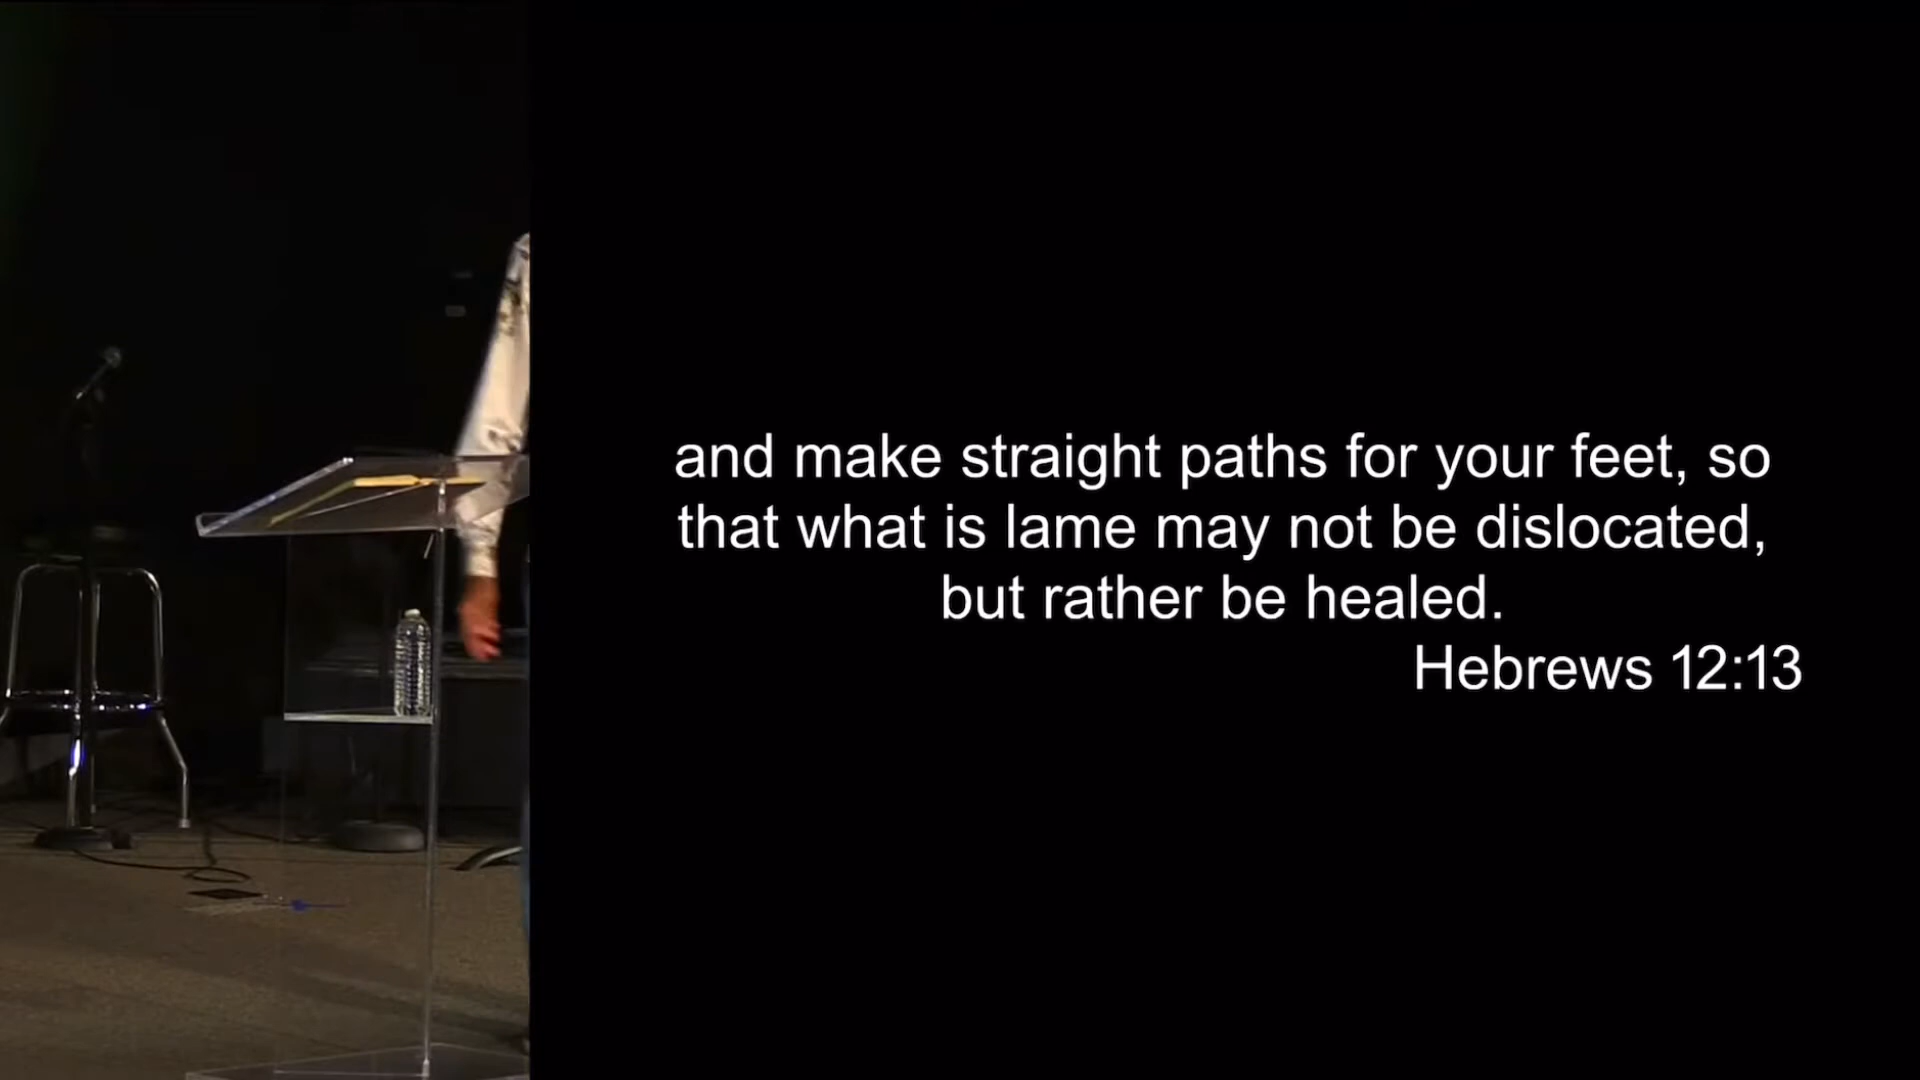 and make straight paths for your feet, so
that what is lame may not be dislocated,
but rather be healed.
Hebrews 12:13